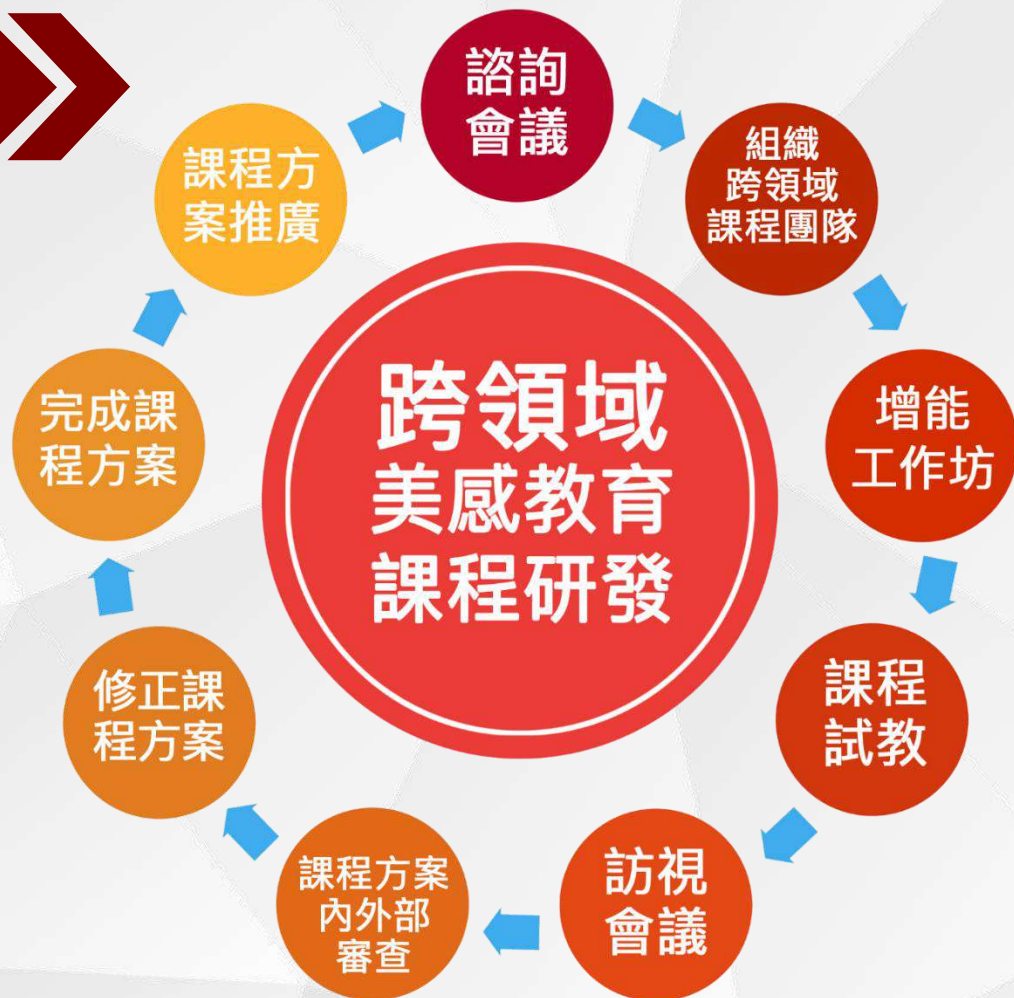 諮詢
會議
組織
跨領域
課程團隊
增能
工作坊
課程
試教
訪視
會議
課程方案
內外部
審查
修正課
程方案
完成課
程方案
課程方
案推廣
跨領域
美感教育
課程研發